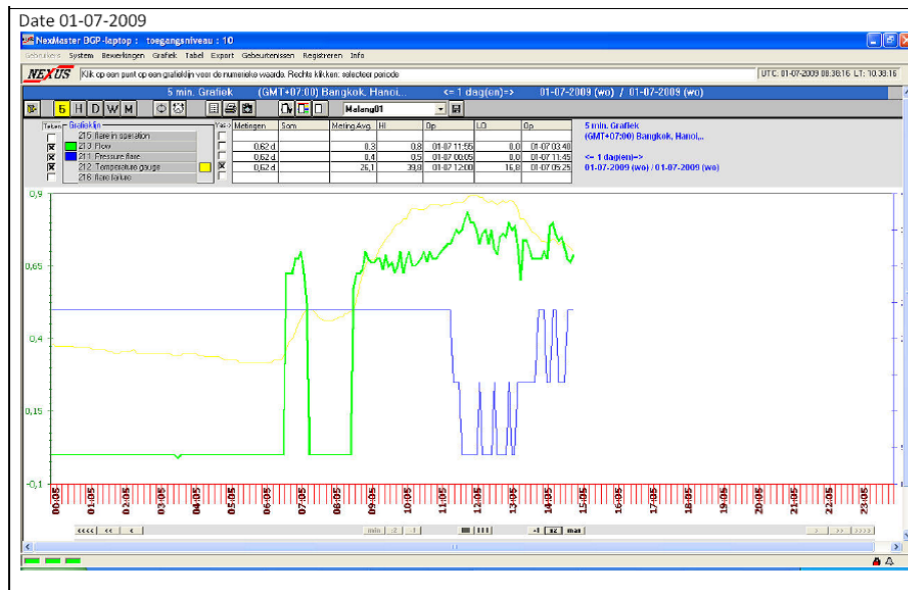 Date 01-07-2009
NexMaster BGP-laptop : toegangsniveau : 10
Gebruikers System Bewerkingen Grafiek Tabel Export Gebeurtenissen Registreren Info
NEXUS Klik op een punt op een grafieklijn voor de numerieke waarde. Rechts klikken: selecteer periode UTC: 01-07-2009 08:38:16 LT: 10:38:16
5 min. Grafiek (GMT+07:00) Bangkok, Hanoi,.. <= 1 dag(en)=> 01-07-2009 (wo) / 01-07-2009 (wo)
5 H D W M Malang01
Teken Grafieklijn Metingen Som Meting Avg. HI Op LO Op
215 flare in operation
213 Flow 0,62 d 0,3 0,8 01-07 11:55 0,0 01-07 03:40
211 Pressure flare 0,62 d 0,4 0,5 01-07 00:05 0,0 01-07 11:45
212 Temperature gauge 0,62 d 26,1 39,8 01-07 12:00 16,8 01-07 05:25
216 flare failure
5 min. Grafiek
(GMT+07:00) Bangkok, Hanoi,..
<= 1 dag(en)=>
01-07-2009 (wo) / 01-07-2009 (wo)
0,9
0,65
0,4
0,15
-0,1
00:05 01:05 02:05 03:05 04:05 05:05 06:05 07:05 08:05 09:05 10:05 11:05 12:05 13:05 14:05 15:05 16:05 17:05 18:05 19:05 20:05 21:05 22:05 23:05
<<<< << < min -2 -1 -1 max > >> >>>>